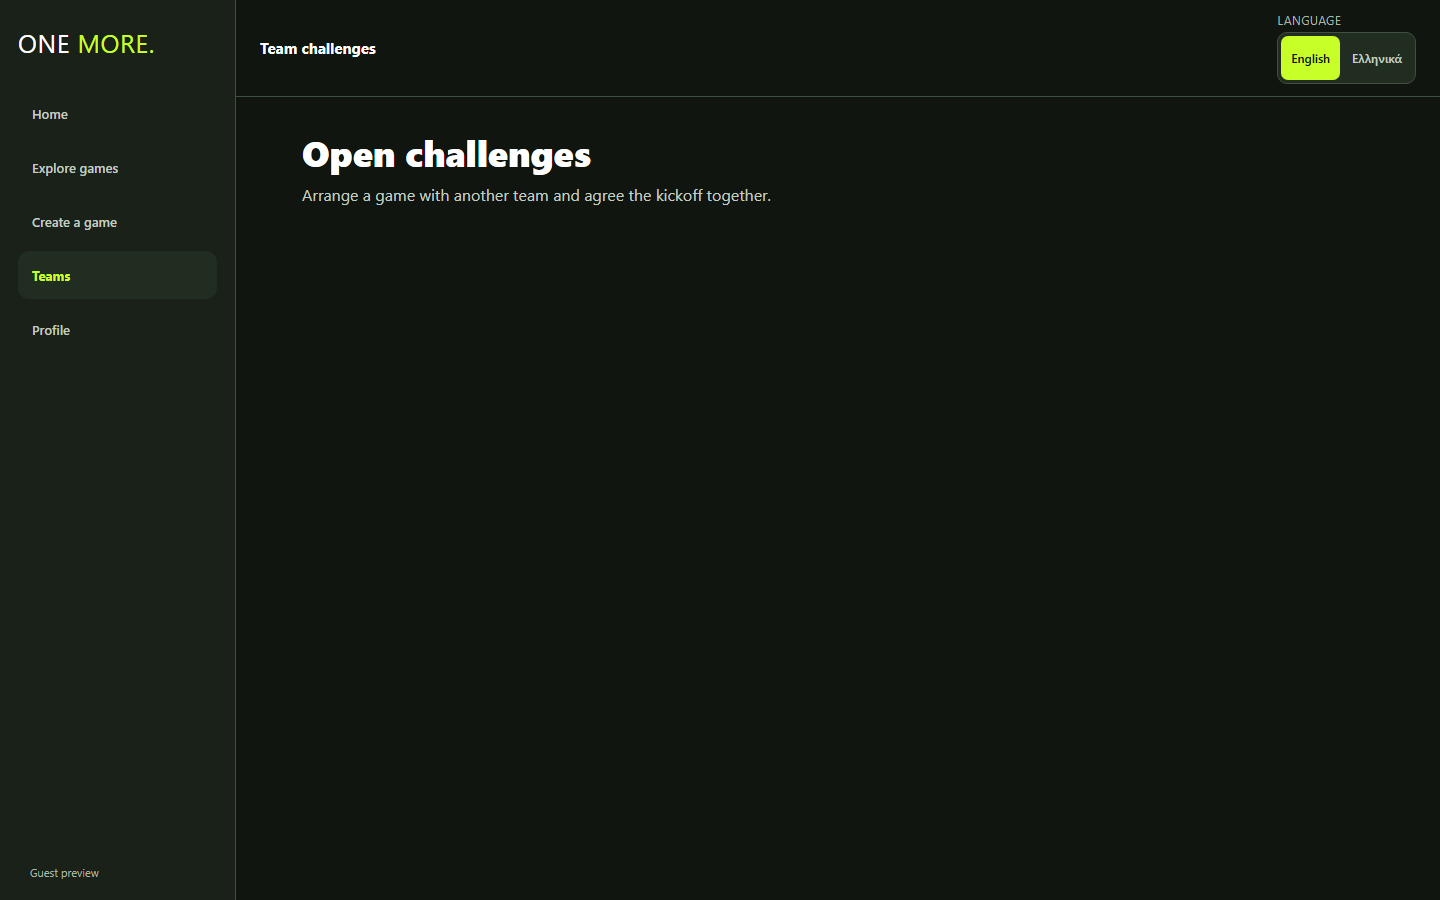 ONE MORE.
Home
Explore games
Create a game
Teams
Profile
Guest preview
Team challenges
LANGUAGE
English
Ελληνικά
Open challenges
Arrange a game with another team and agree the kickoff together.